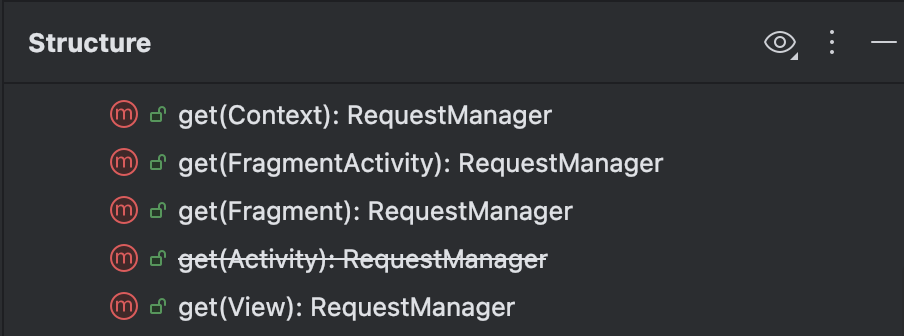 Structure
m get(Context): RequestManager
m get(FragmentActivity): RequestManager
m get(Fragment): RequestManager
m get(Activity): RequestManager
m get(View): RequestManager